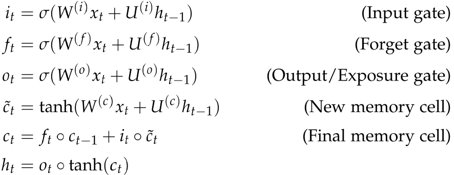 i_t = σ(W^{(i)}x_t + U^{(i)}h_{t−1}) (Input gate)
f_t = σ(W^{(f)}x_t + U^{(f)}h_{t−1}) (Forget gate)
o_t = σ(W^{(o)}x_t + U^{(o)}h_{t−1}) (Output/Exposure gate)
c̃_t = tanh(W^{(c)}x_t + U^{(c)}h_{t−1}) (New memory cell)
c_t = f_t ∘ c_{t−1} + i_t ∘ c̃_t (Final memory cell)
h_t = o_t ∘ tanh(c_t)